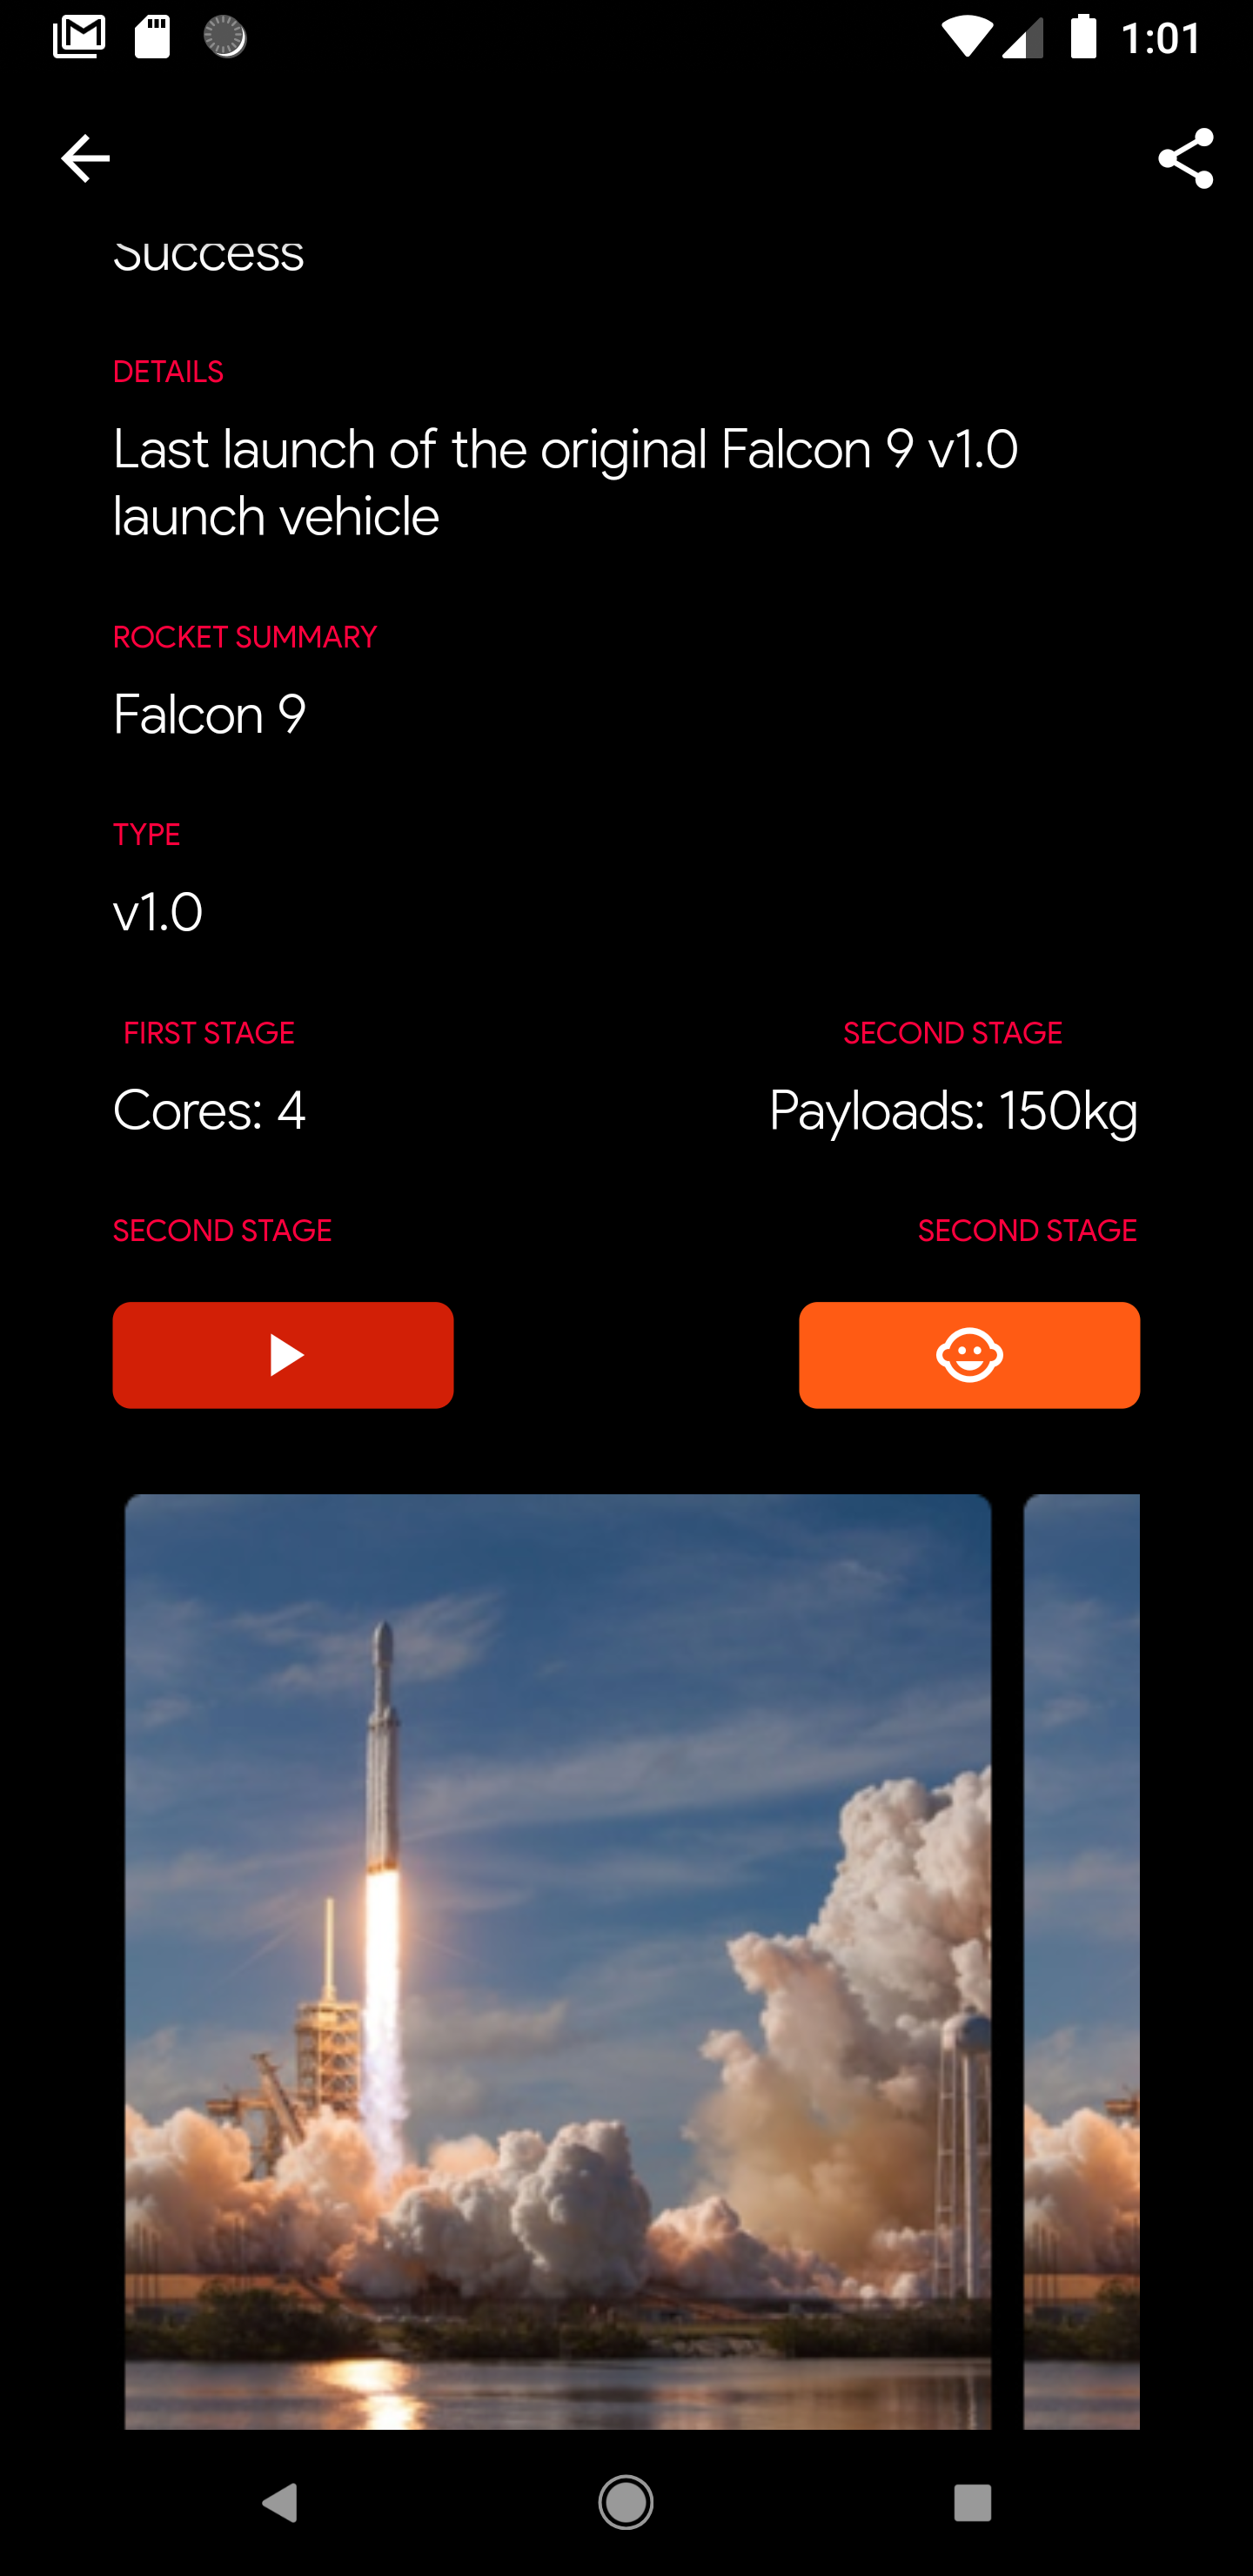 1:01
Success
DETAILS
Last launch of the original Falcon 9 v1.0
launch vehicle
ROCKET SUMMARY
Falcon 9
TYPE
v1.0
FIRST STAGE
SECOND STAGE
Cores: 4
Payloads: 150kg
SECOND STAGE
SECOND STAGE